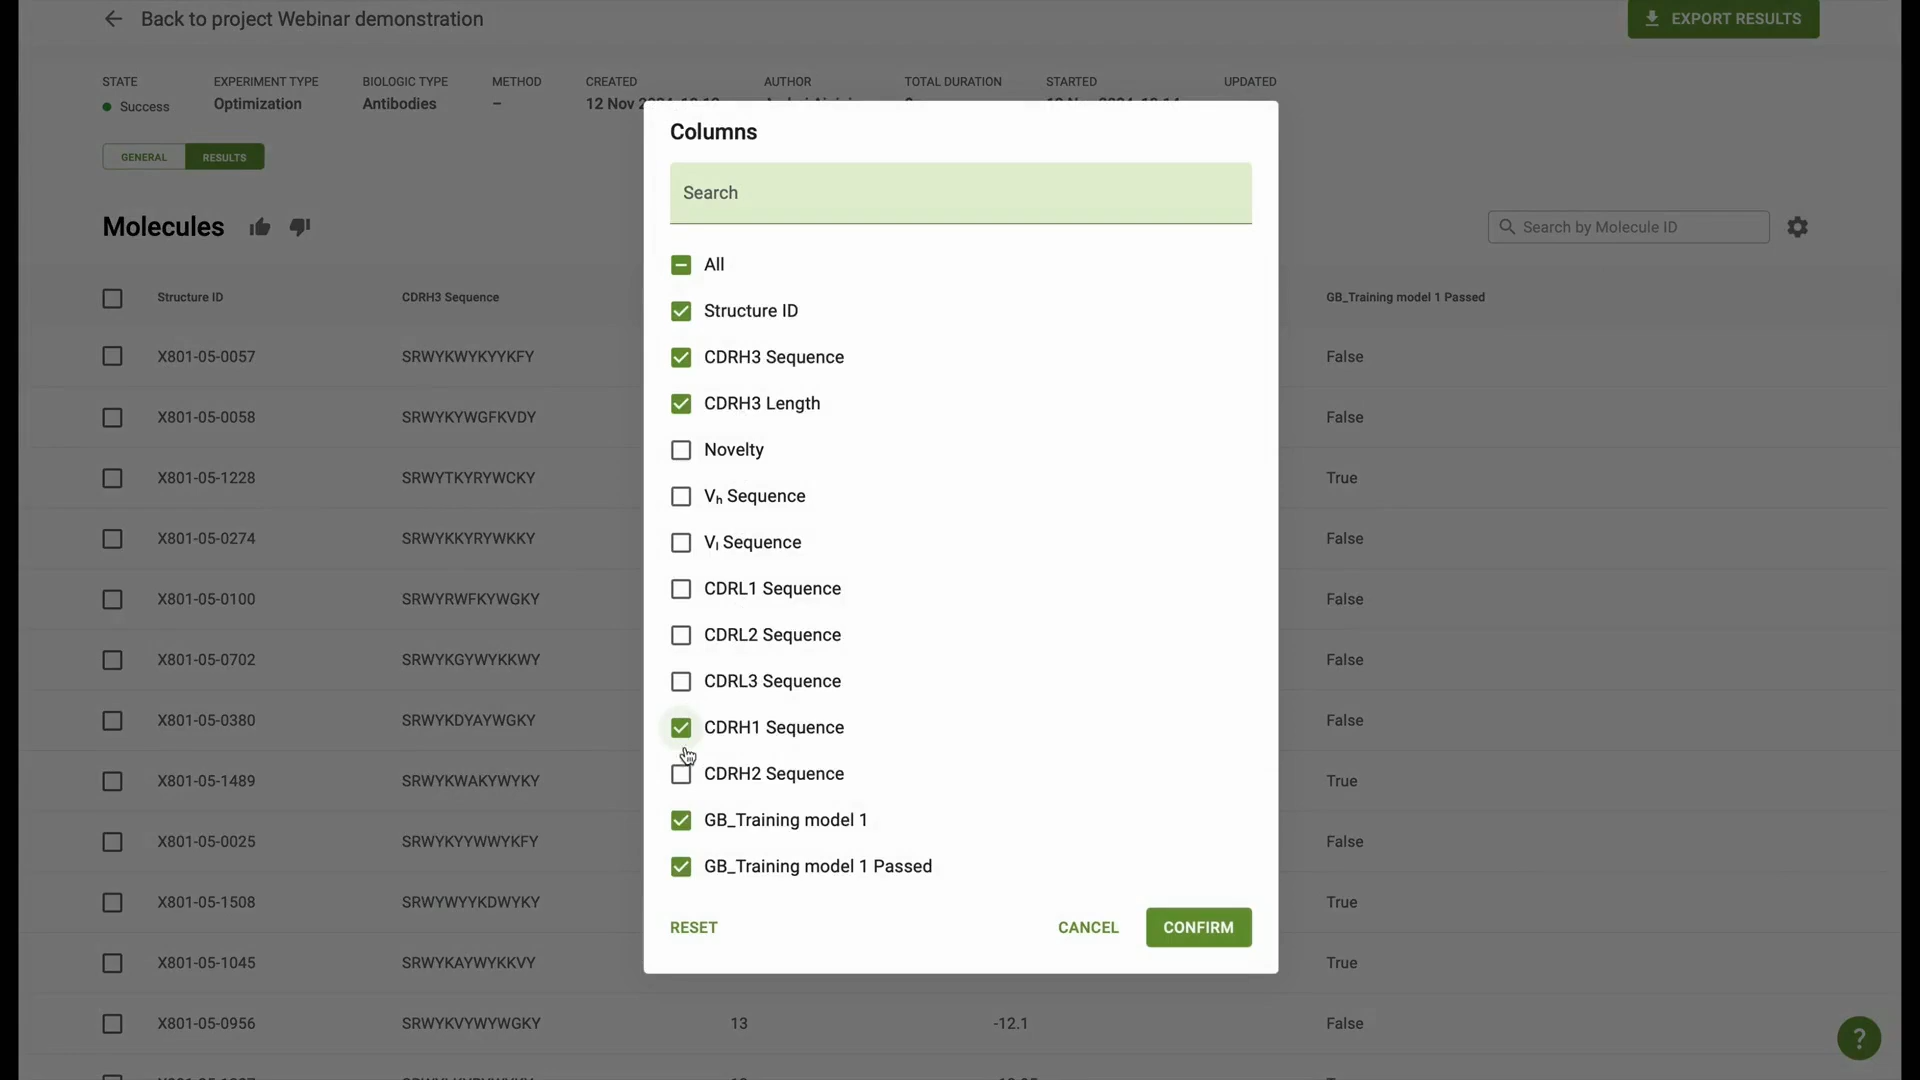 Back to project Webinar demonstration
EXPORT RESULTS
STATE EXPERIMENT TYPE BIOLOGIC TYPE METHOD CREATED AUTHOR TOTAL DURATION STARTED UPDATED
Success Optimization Antibodies – 12 Nov
GENERAL RESULTS
Molecules
Search by Molecule ID
Structure ID CDRH3 Sequence GB_Training model 1 Passed
X801-05-0057 SRWYKWYKYYKFY False
X801-05-0058 SRWYKYWGFKVDY False
X801-05-1228 SRWYTKYRYWCKY True
X801-05-0274 SRWYKKYRYWKKY False
X801-05-0100 SRWYRWFKYWGKY False
X801-05-0702 SRWYKGYWYKKWY False
X801-05-0380 SRWYKDYAYWGKY False
X801-05-1489 SRWYKWAKYWYKY True
X801-05-0025 SRWYKYYWWYKFY False
X801-05-1508 SRWYWYYKDWYKY True
X801-05-1045 SRWYKAYWYKKVY True
X801-05-0956 SRWYKVYWYWGKY 13 -12.1 False
Columns
Search
All
Structure ID
CDRH3 Sequence
CDRH3 Length
Novelty
Vₕ Sequence
Vₗ Sequence
CDRL1 Sequence
CDRL2 Sequence
CDRL3 Sequence
CDRH1 Sequence
CDRH2 Sequence
GB_Training model 1
GB_Training model 1 Passed
RESET CANCEL CONFIRM
?